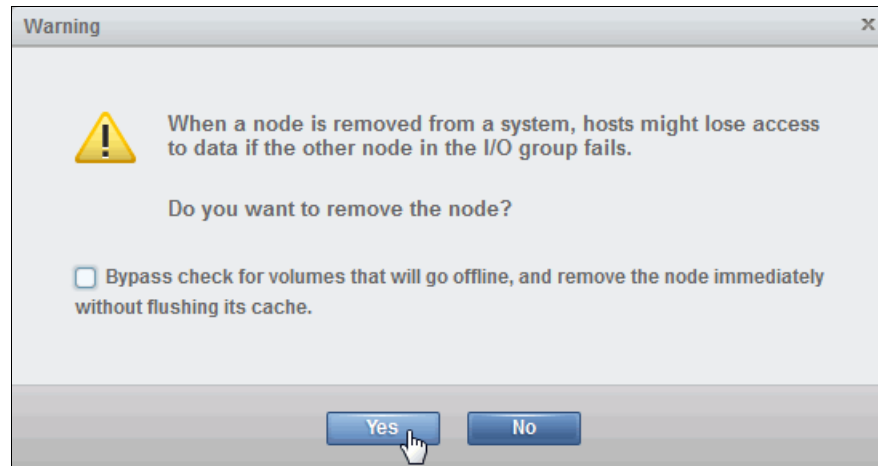 Warning
x
When a node is removed from a system, hosts might lose access
to data if the other node in the I/O group fails.
Do you want to remove the node?
Bypass check for volumes that will go offline, and remove the node immediately
without flushing its cache.
Yes
No